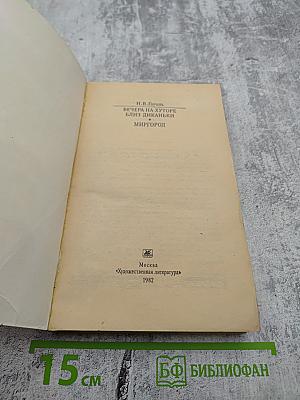 Н.В.Гоголь
ВЕЧЕРА НА ХУТОРЕ
БЛИЗ ДИКАНЬКИ
МИРГОРОД
Москва
«Художественная литература»
1982
15 см
БФ БИБЛИОФАН